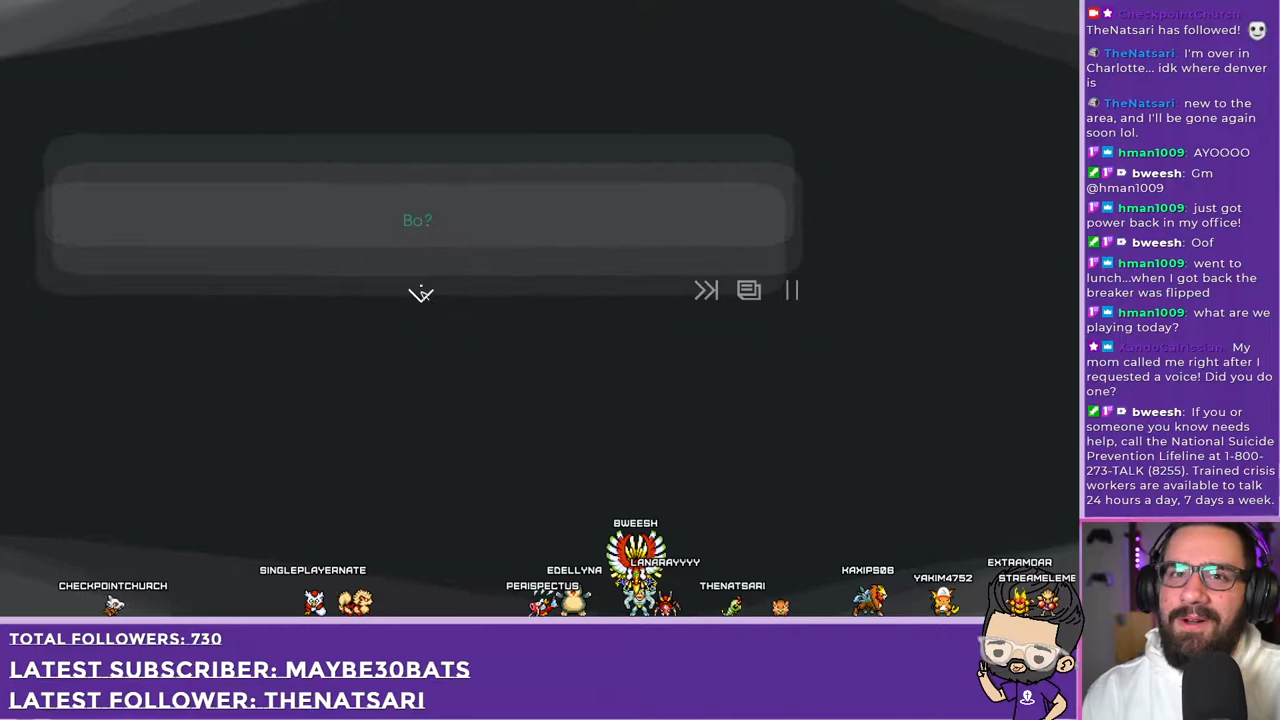 Bo?
CheckpointChurch
TheNatsari has followed!
TheNatsari: I'm over in
Charlotte... idk where denver
is
TheNatsari: new to the
area, and I'll be gone again
soon lol.
hman1009: AYOOOO
bweesh: Gm
@hman1009
hman1009: just got
power back in my office!
bweesh: Oof
hman1009: went to
lunch...when I got back the
breaker was flipped
hman1009: what are we
playing today?
XandoCalrissian: My
mom called me right after I
requested a voice! Did you do
one?
bweesh: If you or
someone you know needs
help, call the National Suicide
Prevention Lifeline at 1-800-
273-TALK (8255). Trained crisis
workers are available to talk
24 hours a day, 7 days a week.
CHECKPOINTCHURCH
SINGLEPLAYERNATE
PERISPECTUS
EDELLYNA
BWEESH
LANARAYYYY
THENATSARI
KAXIPS06
YAKIM4752
EXTRAMOAR
STREAMELEME
TOTAL FOLLOWERS: 730
LATEST SUBSCRIBER: MAYBE30BATS
LATEST FOLLOWER: THENATSARI